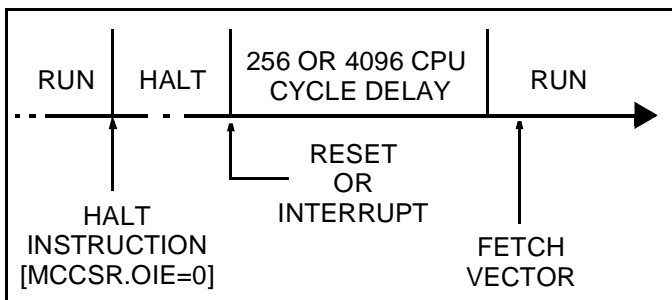 RUN
HALT
256 OR 4096 CPU
CYCLE DELAY
RUN
HALT
INSTRUCTION
[MCCSR.OIE=0]
RESET
OR
INTERRUPT
FETCH
VECTOR